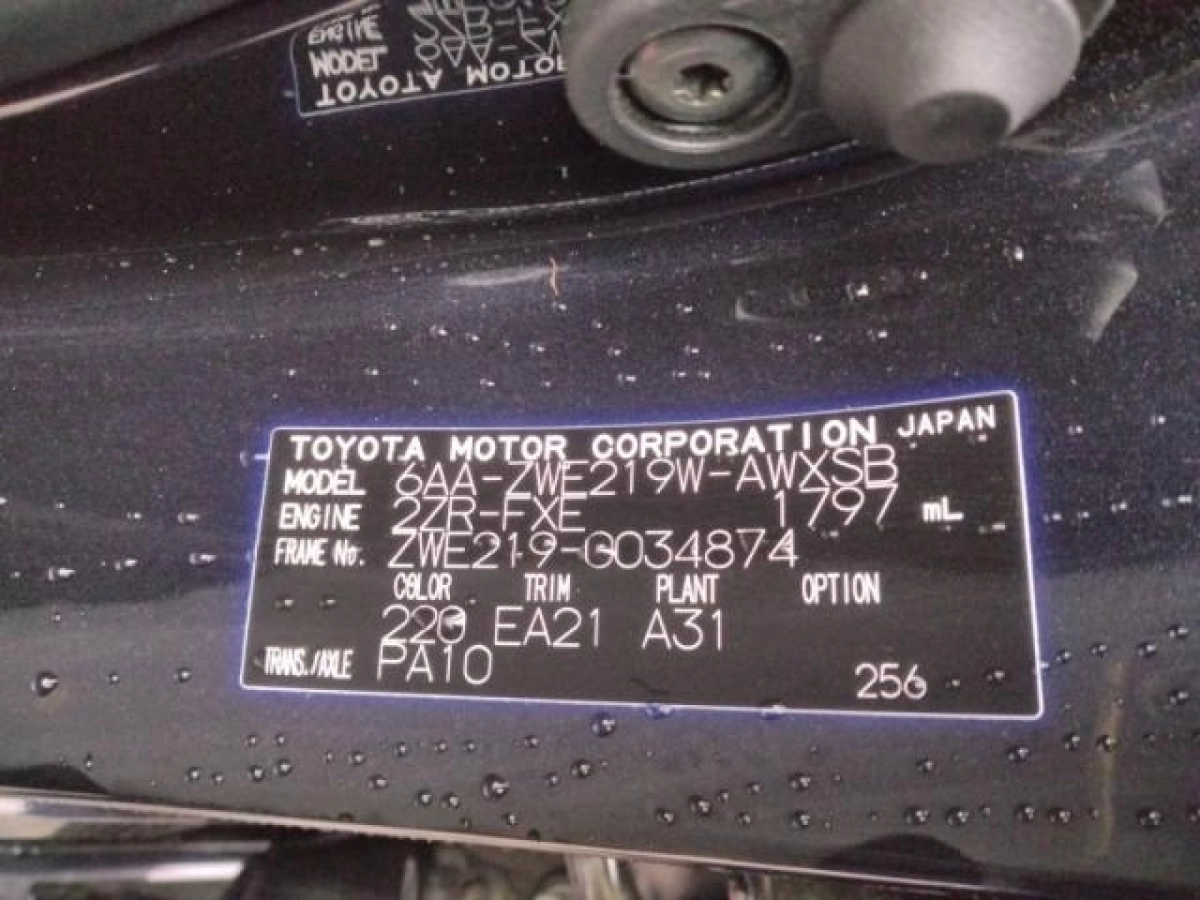 TOYOTA MOTOR CORPORATION JAPAN
MODEL 6AA-ZWE219W-AWXSB
ENGINE 2ZR-FXE 1797 mL
FRAME No. ZWE219-G034874
COLOR TRIM PLANT OPTION
220 EA21 A31
TRANS./AXLE PA10 256